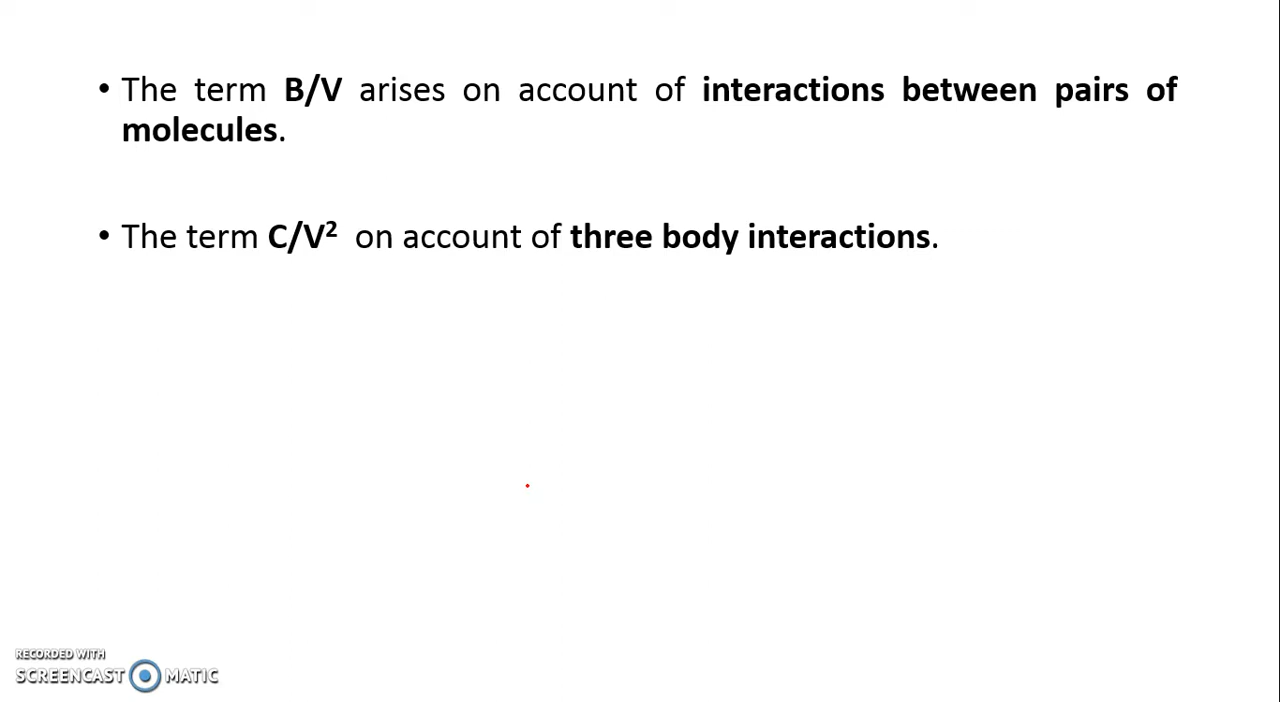 • The term B/V arises on account of interactions between pairs of
molecules.
• The term C/V² on account of three body interactions.
RECORDED WITH
SCREENCAST MATIC